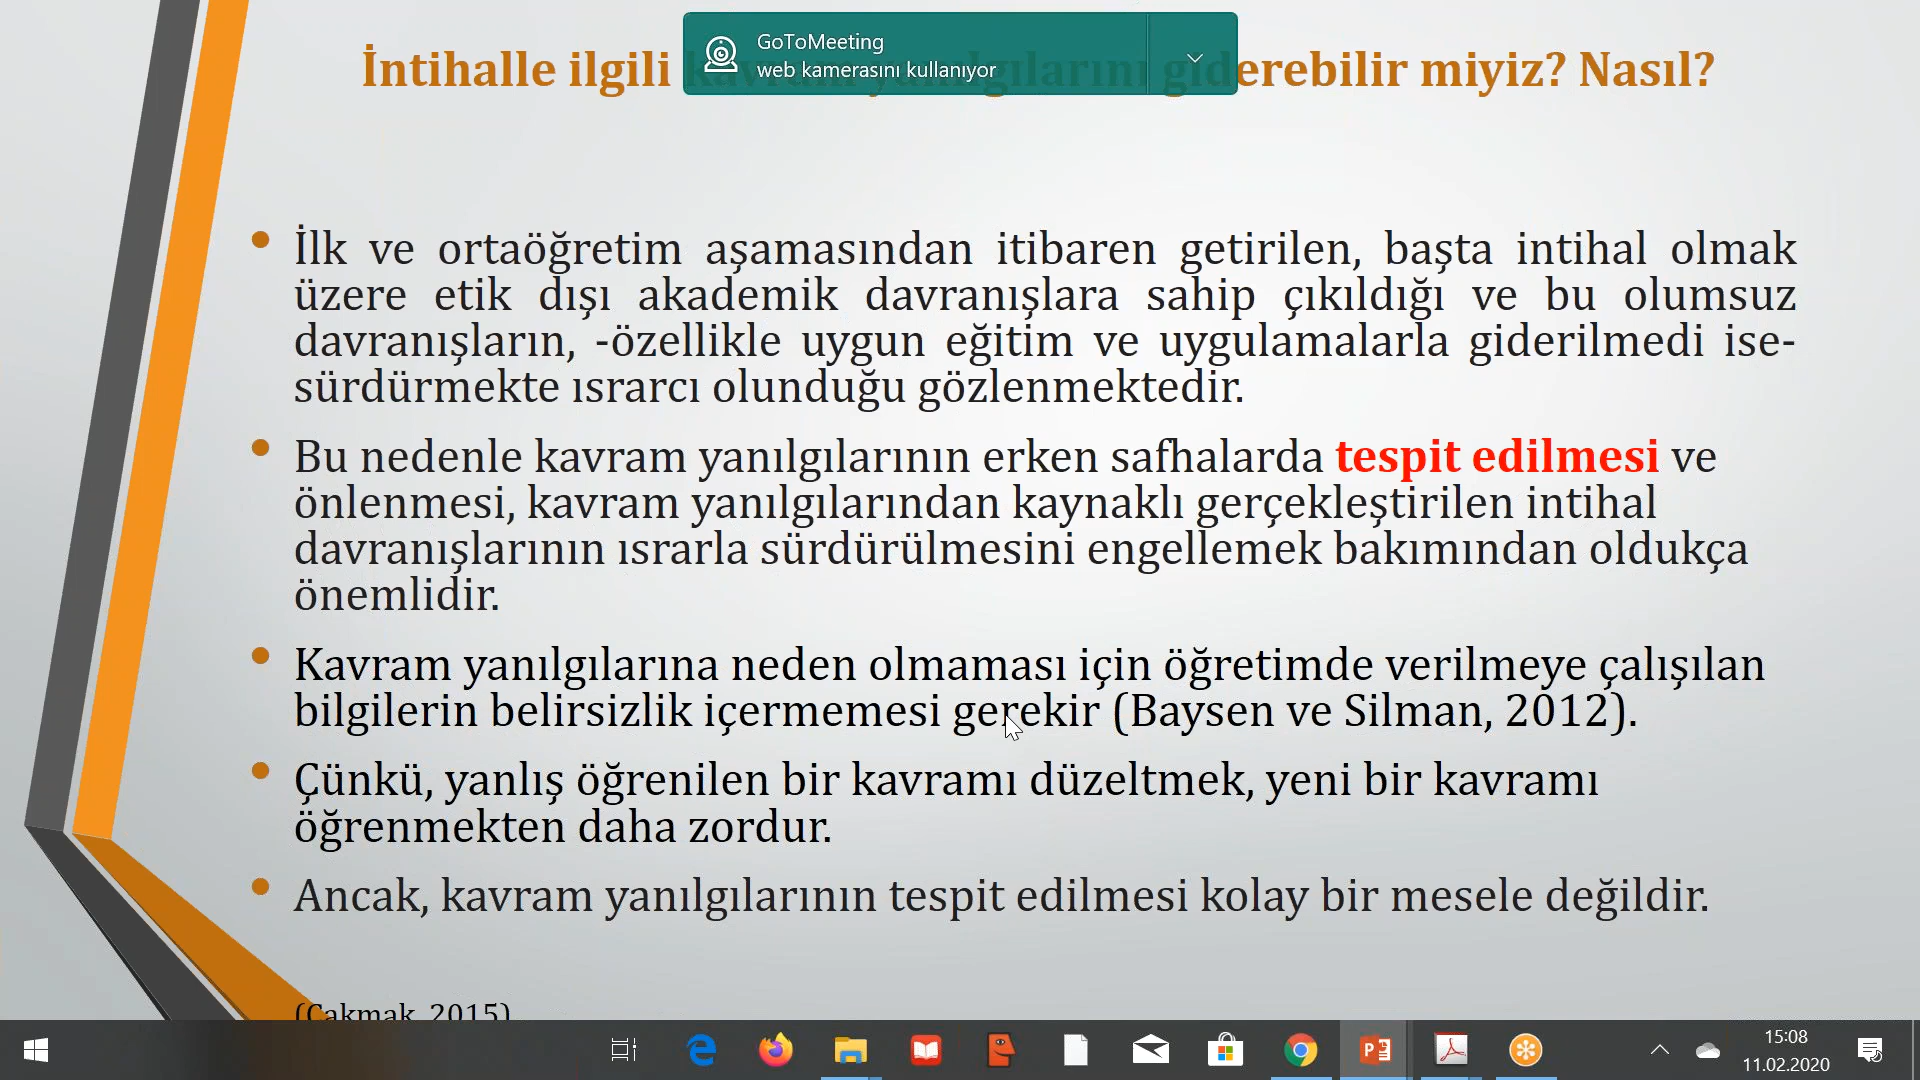 İntihalle ilgili kavram yanılgılarını giderebilir miyiz? Nasıl?
GoToMeeting
web kamerasını kullanıyor
İlk ve ortaöğretim aşamasından itibaren getirilen, başta intihal olmak
üzere etik dışı akademik davranışlara sahip çıkıldığı ve bu olumsuz
davranışların, -özellikle uygun eğitim ve uygulamalarla giderilmedi ise-
sürdürmekte ısrarcı olunduğu gözlenmektedir.
Bu nedenle kavram yanılgılarının erken safhalarda tespit edilmesi ve
önlenmesi, kavram yanılgılarından kaynaklı gerçekleştirilen intihal
davranışlarının ısrarla sürdürülmesini engellemek bakımından oldukça
önemlidir.
Kavram yanılgılarına neden olmaması için öğretimde verilmeye çalışılan
bilgilerin belirsizlik içermemesi gerekir (Baysen ve Silman, 2012).
Çünkü, yanlış öğrenilen bir kavramı düzeltmek, yeni bir kavramı
öğrenmekten daha zordur.
Ancak, kavram yanılgılarının tespit edilmesi kolay bir mesele değildir.
(Çakmak, 2015)
15:08
11.02.2020